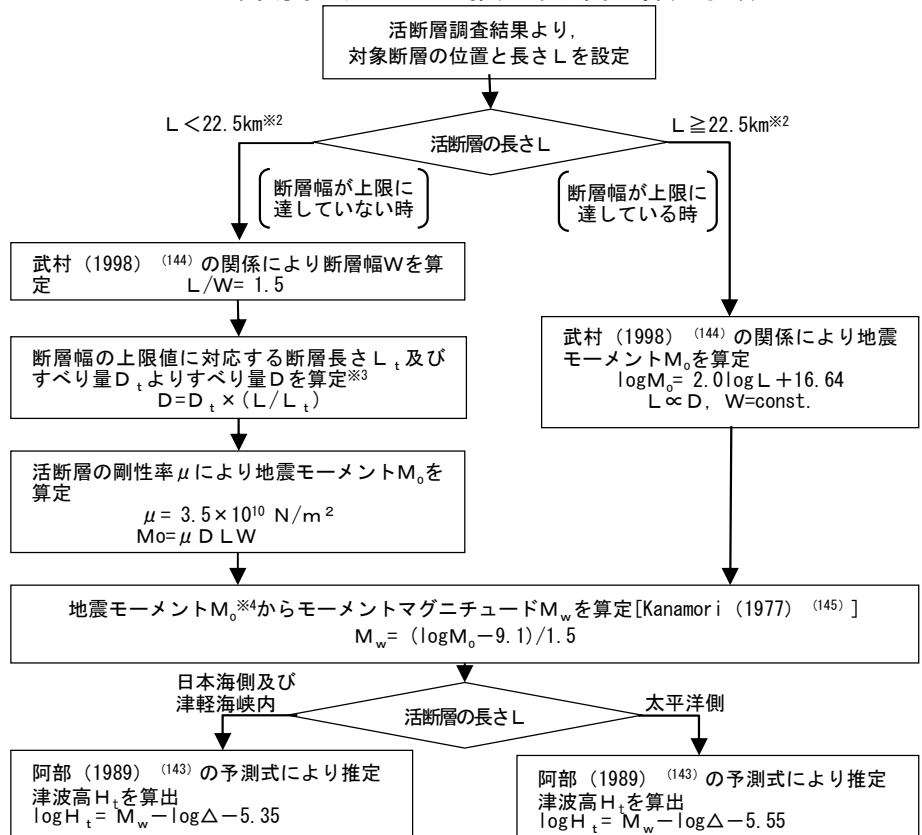 活断層調査結果より,
対象断層の位置と長さLを設定
L<22.5km※2
L≧22.5km※2
活断層の長さL
断層幅が上限に
達していない時
断層幅が上限に
達している時
武村 (1998) (144) の関係により断層幅Wを算
定 L/W= 1.5
断層幅の上限値に対応する断層長さLt及び
すべり量DtよりすべりD量を算定※3
D=Dt×(L/Lt)
武村 (1998) (144) の関係により地震
モーメントMoを算定
logMo= 2.0logL+16.64
L∝D, W=const.
活断層の剛性率μにより地震モーメントMoを
算定
μ= 3.5×10¹⁰ N/m²
Mo=μDLW
地震モーメントMo※4からモーメントマグニチュードMwを算定[Kanamori (1977) (145) ]
Mw= (logMo-9.1)/1.5
日本海側及び
津軽海峡内
活断層の長さL
太平洋側
阿部 (1989) (143) の予測式により推定
津波高Htを算出
logHt= Mw-logΔ-5.35
阿部 (1989) (143) の予測式により推定
津波高Htを算出
logHt= Mw-logΔ-5.55